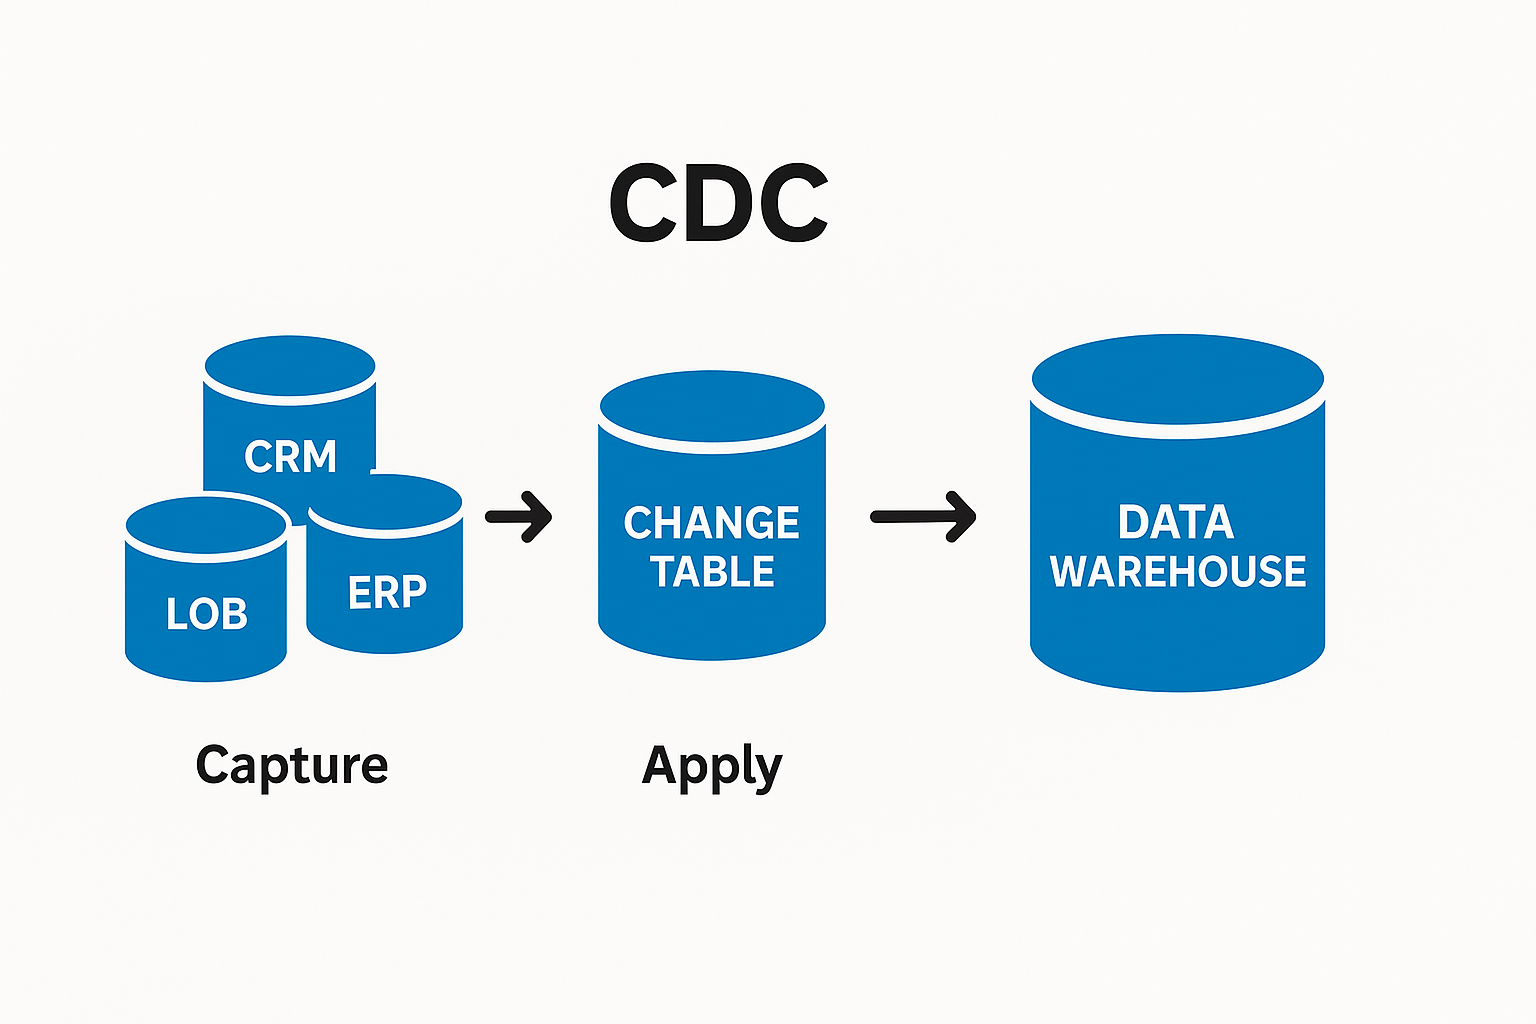 CDC
CRM
LOB
ERP
CHANGE
TABLE
DATA
WAREHOUSE
Capture
Apply